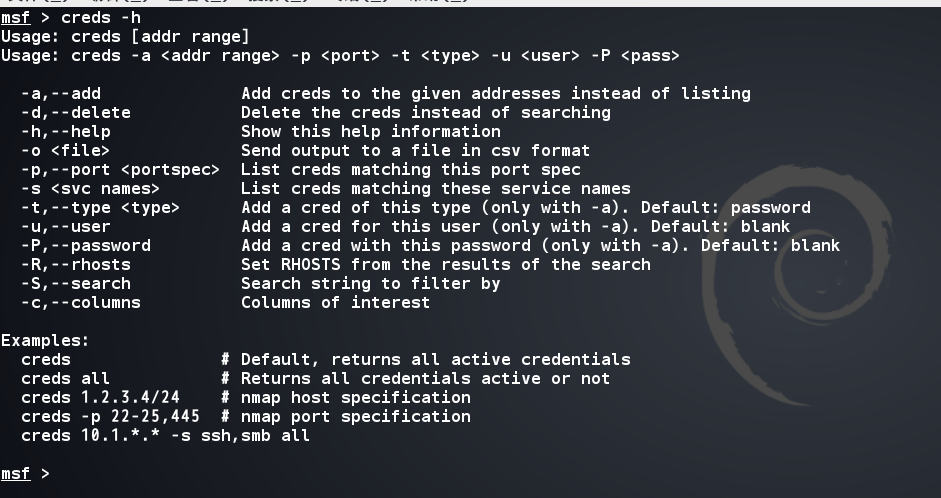 msf > creds -h
Usage: creds [addr range]
Usage: creds -a <addr range> -p <port> -t <type> -u <user> -P <pass>

  -a,--add              Add creds to the given addresses instead of listing
  -d,--delete           Delete the creds instead of searching
  -h,--help             Show this help information
  -o <file>             Send output to a file in csv format
  -p,--port <portspec>  List creds matching this port spec
  -s <svc names>        List creds matching these service names
  -t,--type <type>      Add a cred of this type (only with -a). Default: password
  -u,--user             Add a cred for this user (only with -a). Default: blank
  -P,--password         Add a cred with this password (only with -a). Default: blank
  -R,--rhosts           Set RHOSTS from the results of the search
  -S,--search           Search string to filter by
  -c,--columns          Columns of interest

Examples:
  creds               # Default, returns all active credentials
  creds all           # Returns all credentials active or not
  creds 1.2.3.4/24    # nmap host specification
  creds -p 22-25,445  # nmap port specification
  creds 10.1.*.* -s ssh,smb all

msf >